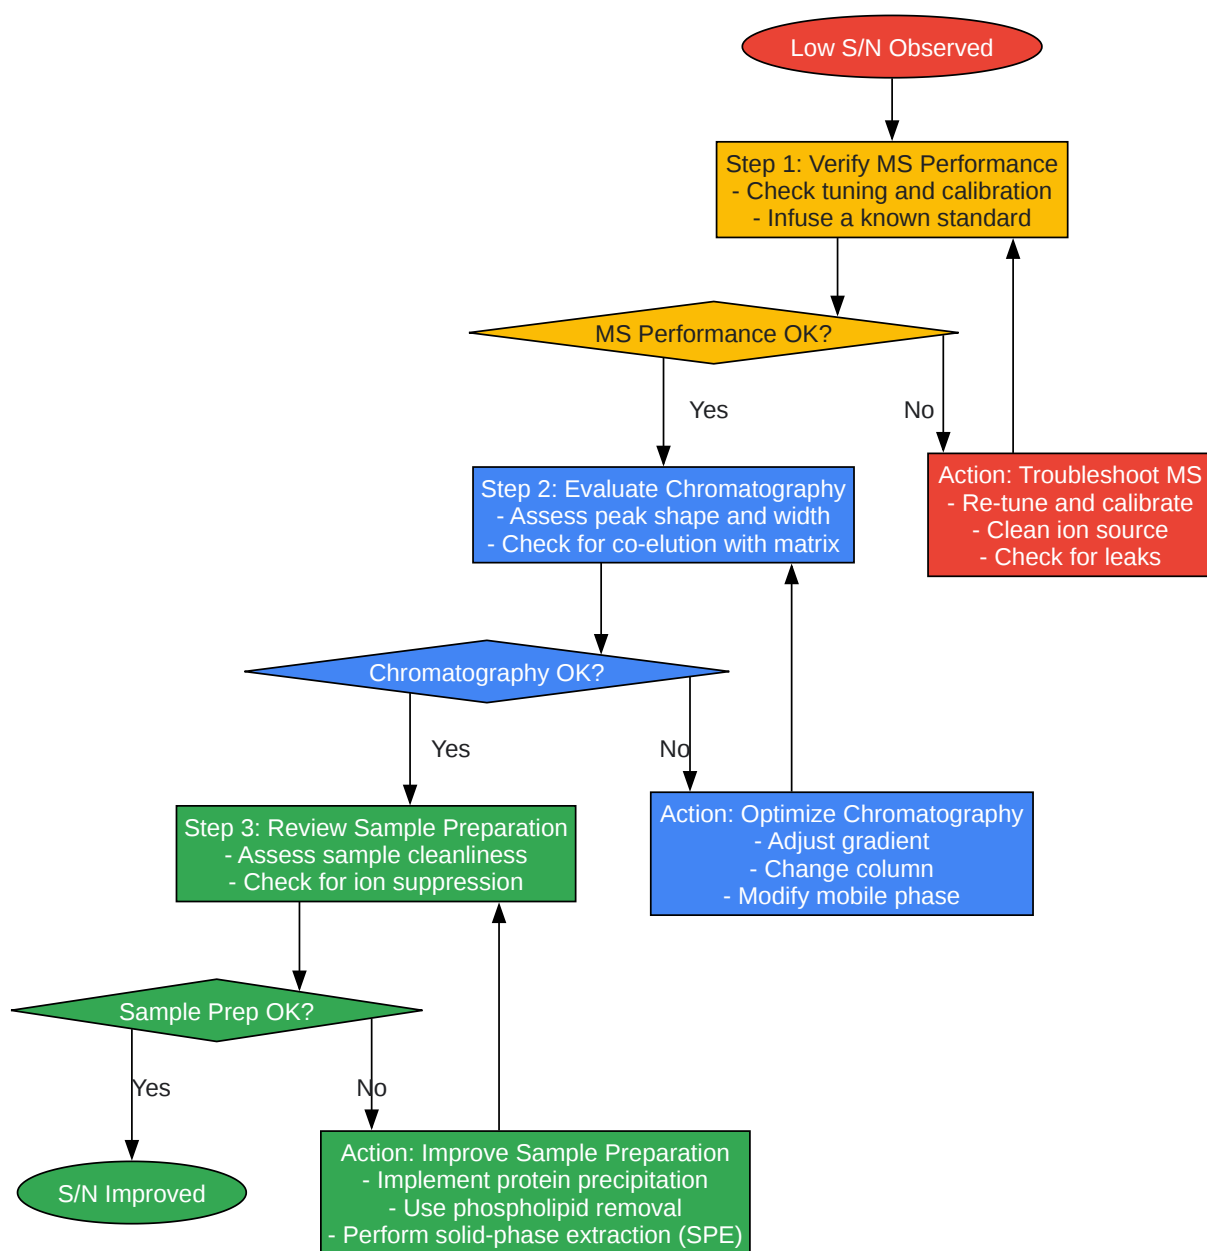 Low S/N Observed
Step 1: Verify MS Performance
- Check tuning and calibration
- Infuse a known standard
MS Performance OK?
Yes
No
Step 2: Evaluate Chromatography
- Assess peak shape and width
- Check for co-elution with matrix
Action: Troubleshoot MS
- Re-tune and calibrate
- Clean ion source
- Check for leaks
Chromatography OK?
Yes
No
Step 3: Review Sample Preparation
- Assess sample cleanliness
- Check for ion suppression
Action: Optimize Chromatography
- Adjust gradient
- Change column
- Modify mobile phase
Sample Prep OK?
Yes
No
S/N Improved
Action: Improve Sample Preparation
- Implement protein precipitation
- Use phospholipid removal
- Perform solid-phase extraction (SPE)